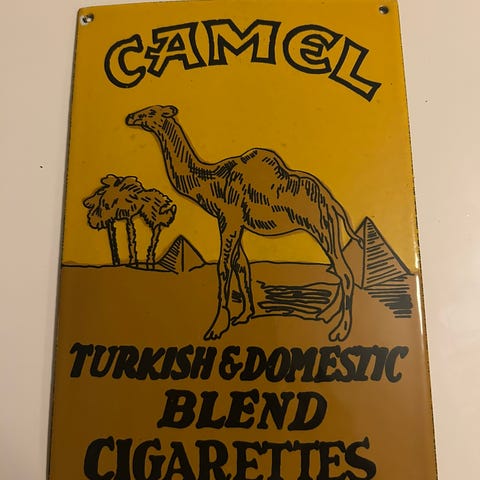 CAMEL
TURKISH & DOMESTIC
BLEND
CIGARETTES